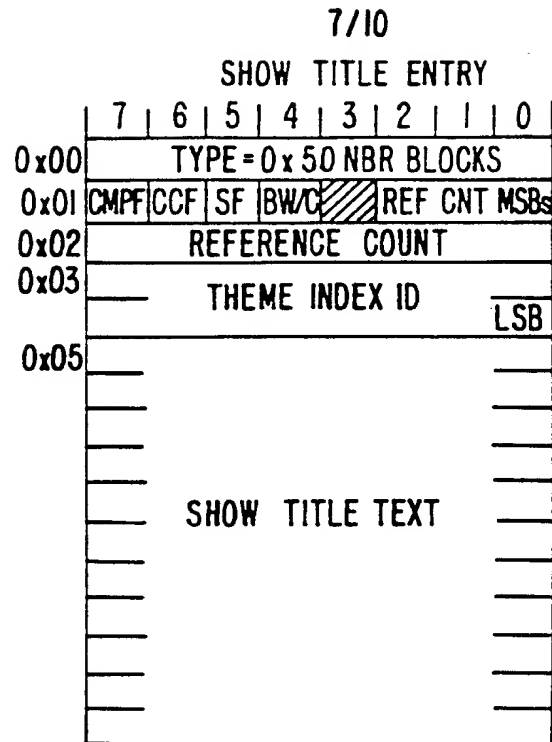 7/10
SHOW TITLE ENTRY
7 6 5 4 3 2 1 0
0x00 TYPE=0x50 NBR BLOCKS
0x01 CMPF CCF SF BW/C REF CNT MSBs
0x02 REFERENCE COUNT
0x03 THEME INDEX ID
LSB
0x05
SHOW TITLE TEXT